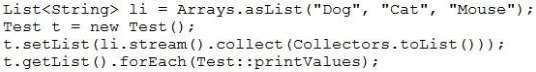 List<String> li = Arrays.asList("Dog", "Cat", "Mouse");
Test t = new Test();
t.setList(li.stream().collect(Collectors.toList()));
t.getList().forEach(Test::printValues);